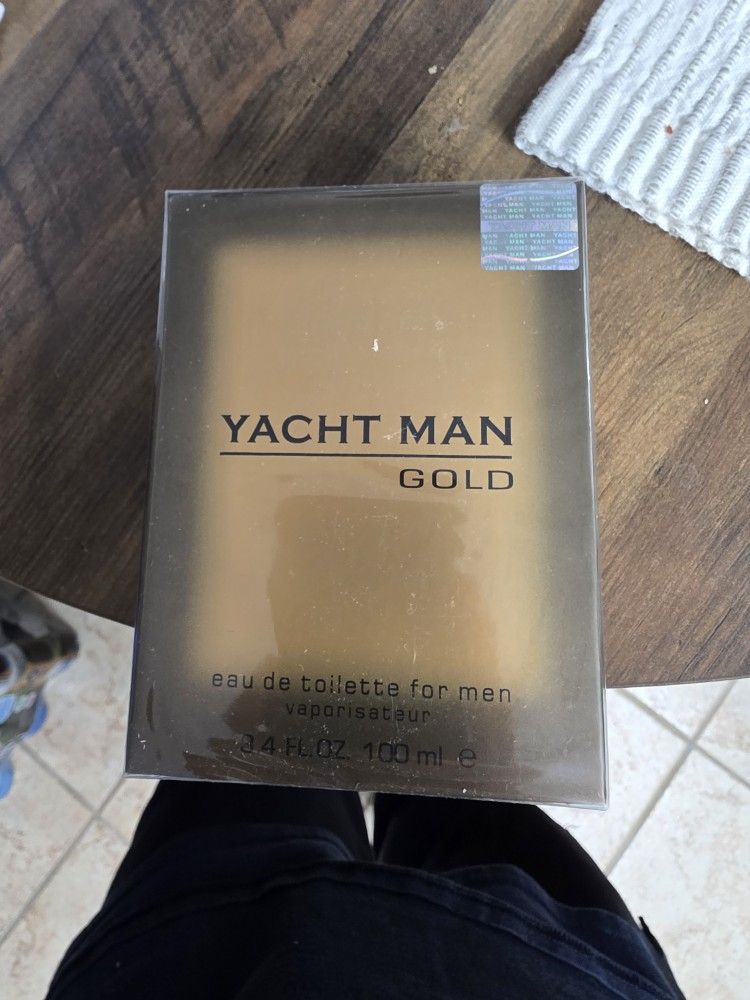 YACHT MAN
GOLD
eau de toilette for men
vaporisateur
3.4 FL.OZ. 100 ml e